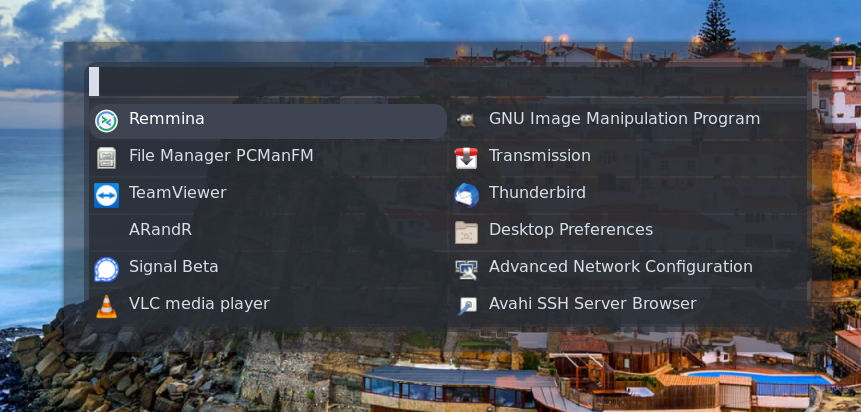 Remmina
GNU Image Manipulation Program
File Manager PCManFM
Transmission
TeamViewer
Thunderbird
ARandR
Desktop Preferences
Signal Beta
Advanced Network Configuration
VLC media player
Avahi SSH Server Browser